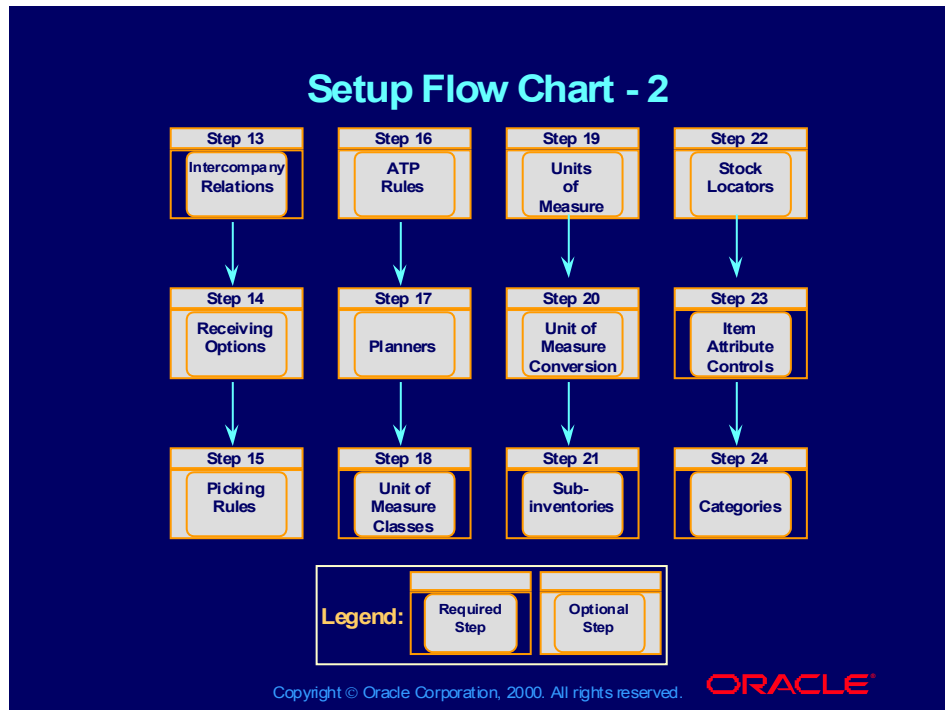 Setup Flow Chart - 2
Step 13
Intercompany
Relations
Step 14
Receiving
Options
Step 15
Picking
Rules
Step 16
ATP
Rules
Step 17
Planners
Step 18
Unit of
Measure
Classes
Step 19
Units
of
Measure
Step 20
Unit of
Measure
Conversion
Step 21
Sub-
inventories
Step 22
Stock
Locators
Step 23
Item
Attribute
Controls
Step 24
Categories
Legend:
Required
Step
Optional
Step
Copyright © Oracle Corporation, 2000. All rights reserved.
ORACLE®